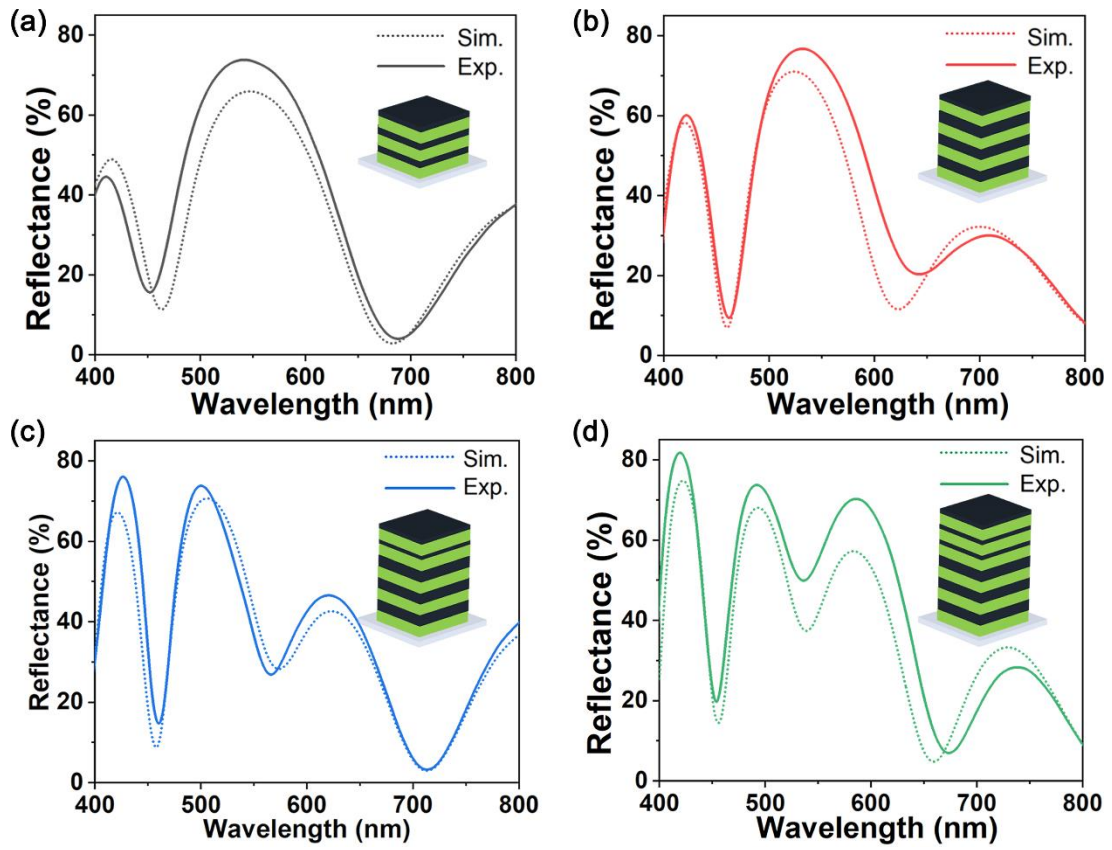 (a)
80
60
40
20
0
Reflectance (%)
Sim.
Exp.
400 500 600 700 800
Wavelength (nm)
(b)
80
60
40
20
0
Reflectance (%)
Sim.
Exp.
400 500 600 700 800
Wavelength (nm)
(c)
80
60
40
20
0
Reflectance (%)
Sim.
Exp.
400 500 600 700 800
Wavelength (nm)
(d)
80
60
40
20
0
Reflectance (%)
Sim.
Exp.
400 500 600 700 800
Wavelength (nm)